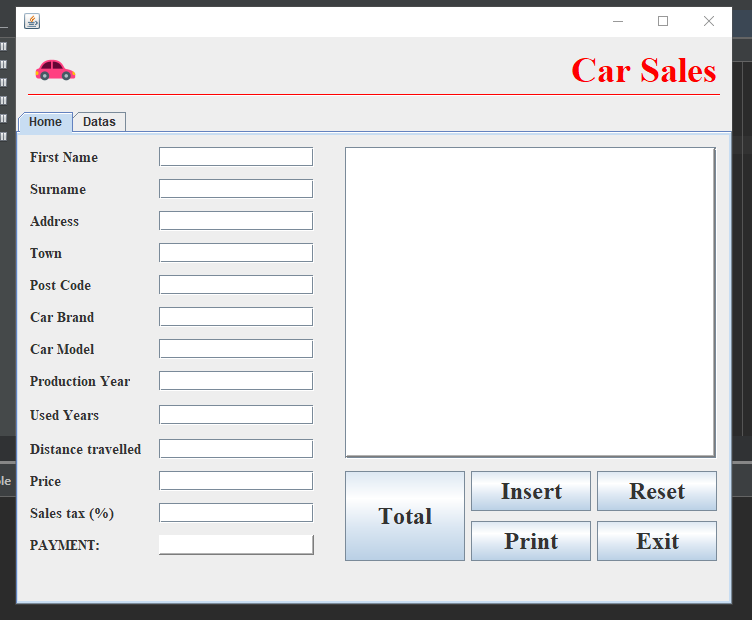 Car Sales
Home Datas
First Name
Surname
Address
Town
Post Code
Car Brand
Car Model
Production Year
Used Years
Distance travelled
Price
Sales tax (%)
PAYMENT:
Total
Insert Reset
Print Exit